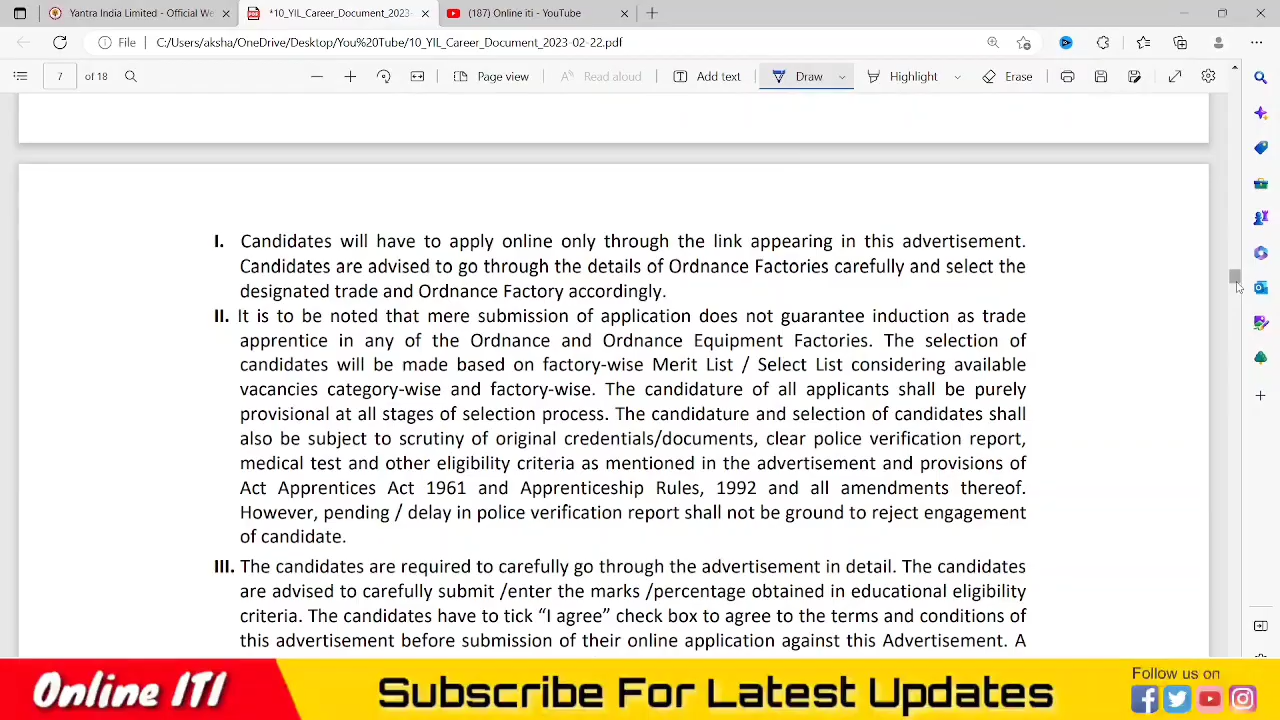 Yantra India Limited - Official We
*10_YIL_Career_Document_2023-
(187) Online iti - YouTube
File
C:/Users/aksha/OneDrive/Desktop/You%20Tube/10_YIL_Career_Document_2023-02-22.pdf
7 of 18
Page view
Read aloud
Add text
Draw
Highlight
Erase
I. Candidates will have to apply online only through the link appearing in this advertisement.
Candidates are advised to go through the details of Ordnance Factories carefully and select the
designated trade and Ordnance Factory accordingly.
II. It is to be noted that mere submission of application does not guarantee induction as trade
apprentice in any of the Ordnance and Ordnance Equipment Factories. The selection of
candidates will be made based on factory-wise Merit List / Select List considering available
vacancies category-wise and factory-wise. The candidature of all applicants shall be purely
provisional at all stages of selection process. The candidature and selection of candidates shall
also be subject to scrutiny of original credentials/documents, clear police verification report,
medical test and other eligibility criteria as mentioned in the advertisement and provisions of
Act Apprentices Act 1961 and Apprenticeship Rules, 1992 and all amendments thereof.
However, pending / delay in police verification report shall not be ground to reject engagement
of candidate.
III. The candidates are required to carefully go through the advertisement in detail. The candidates
are advised to carefully submit /enter the marks /percentage obtained in educational eligibility
criteria. The candidates have to tick “I agree” check box to agree to the terms and conditions of
this advertisement before submission of their online application against this Advertisement. A
Online ITI
Subscribe For Latest Updates
Follow us on